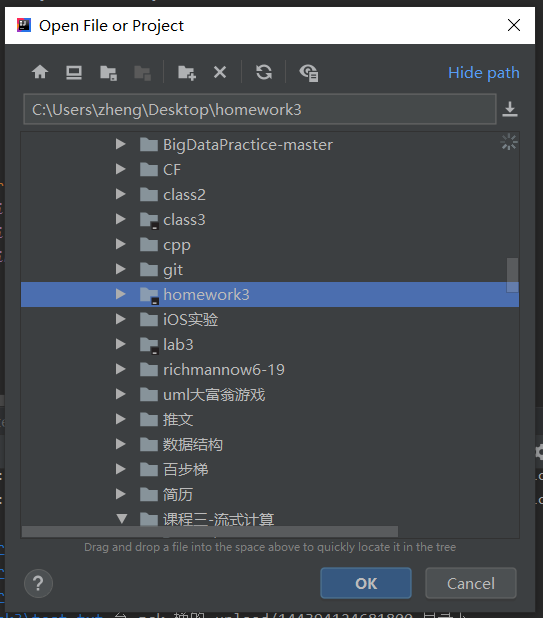 Open File or Project
Hide path
C:\Users\zheng\Desktop\homework3
BigDataPractice-master
CF
class2
class3
cpp
git
homework3
iOS实验
lab3
richmannow6-19
uml大富翁游戏
推文
数据结构
百步梯
简历
课程三-流式计算
Drag and drop a file into the space above to quickly locate it in the tree
?
OK
Cancel